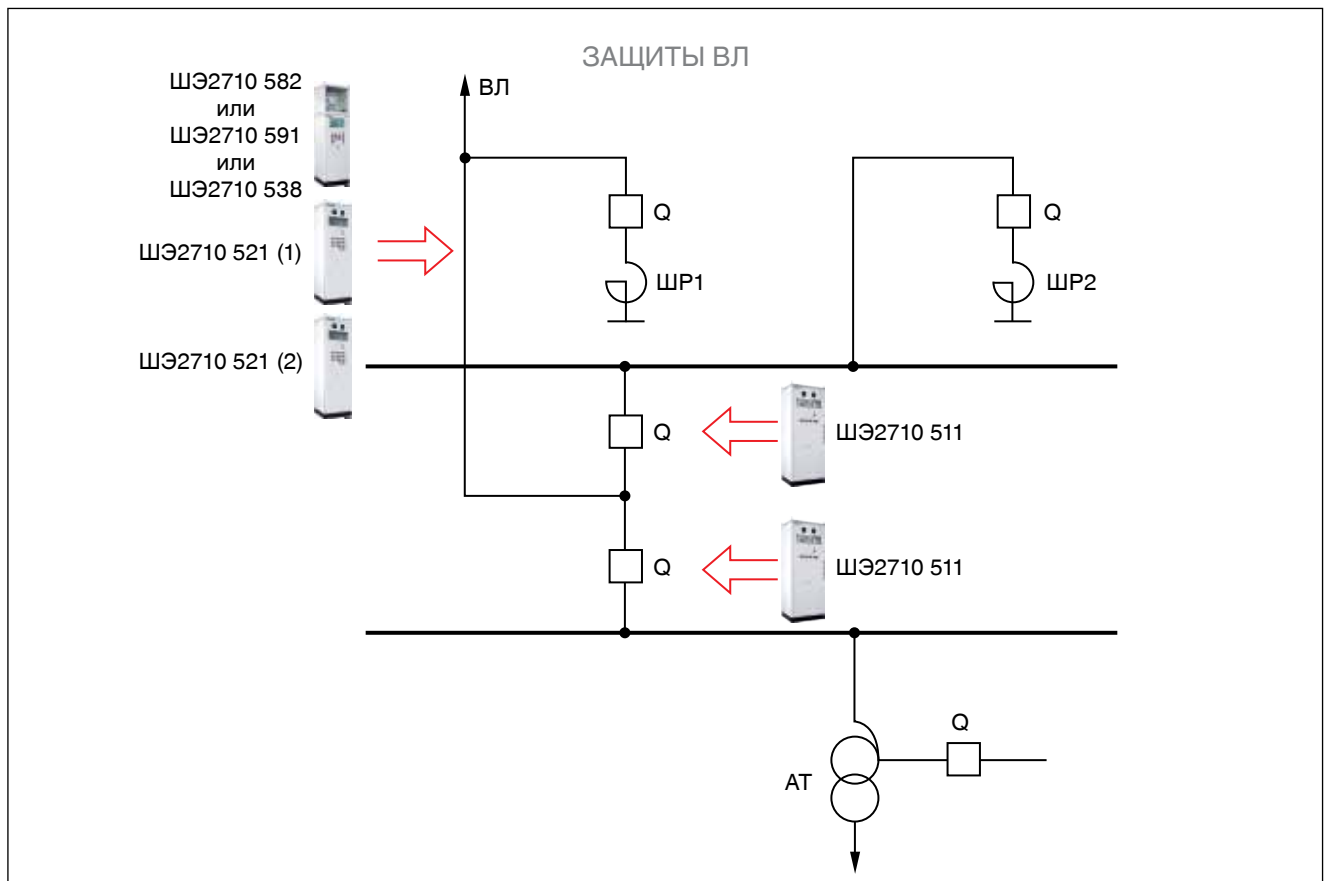 ЗАЩИТЫ ВЛ
ШЭ2710 582
или
ШЭ2710 591
или
ШЭ2710 538
ВЛ
Q
Q
ШЭ2710 521 (1)
ШР1
ШР2
ШЭ2710 521 (2)
Q
ШЭ2710 511
Q
ШЭ2710 511
Q
АТ